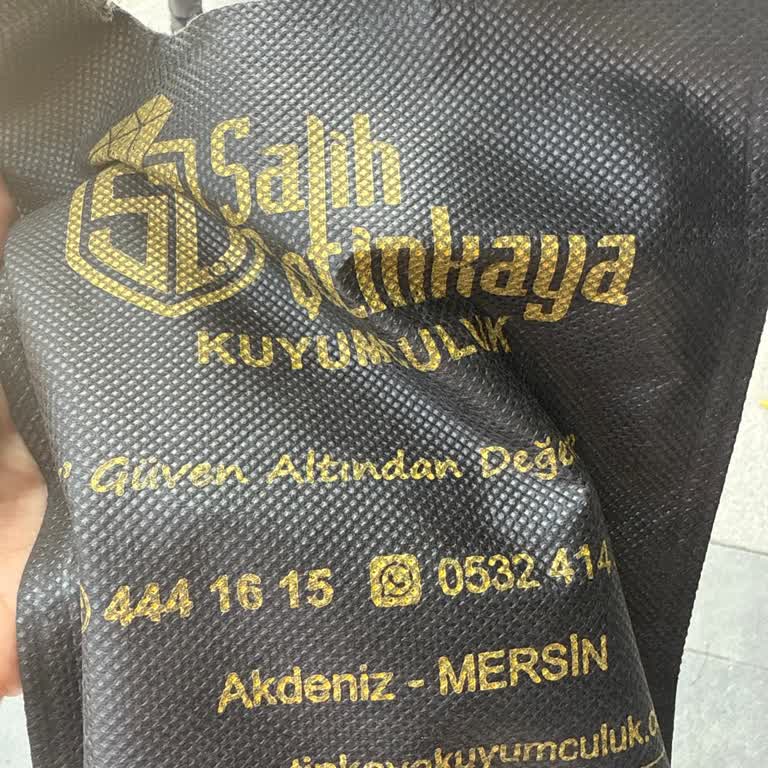 Salih
KUYUMCULUK
Güven Altından
444 16 15 0532 414
Akdeniz - MERSİN